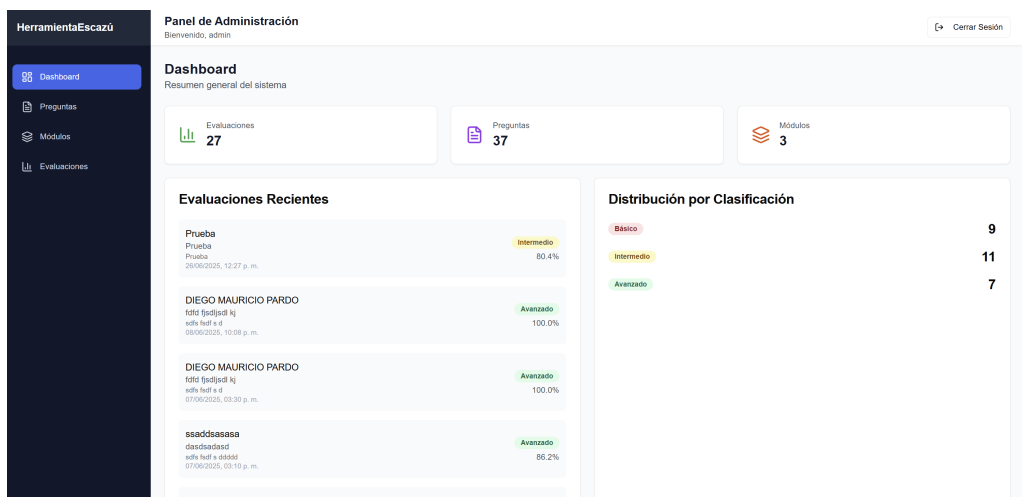 HerramientaEscazú
Panel de Administración
Bienvenido, admin
Cerrar Sesión
Dashboard
Preguntas
Módulos
Evaluaciones
Dashboard
Resumen general del sistema
Evaluaciones
27
Preguntas
37
Módulos
3
Evaluaciones Recientes
Prueba
Prueba
Prueba
26/06/2025, 12:27 p. m.
Intermedio
80.4%
DIEGO MAURICIO PARDO
fdfd fjsdljsdl kj
sdfs fsdf s d
08/06/2025, 10:08 p. m.
Avanzado
100.0%
DIEGO MAURICIO PARDO
fdfd fjsdljsdl kj
sdfs fsdf s d
07/06/2025, 03:30 p. m.
Avanzado
100.0%
ssaddsasasa
dasdsadasd
sdfs fsdf s ddddd
07/06/2025, 03:10 p. m.
Avanzado
86.2%
Distribución por Clasificación
Básico 9
Intermedio 11
Avanzado 7